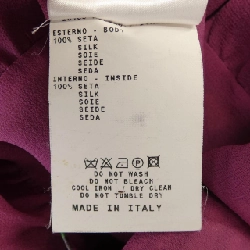 ESTERNO - BODY
100% SETA
SILK
SOIE
SEIDE
SEDA
INTERNO - INSIDE
100% SETA
SILK
SOIE
SEIDE
SEDA
DO NOT WASH
DO NOT BLEACH
COOL IRON / DRY CLEAN
DO NOT TUMBLE DRY
MADE IN ITALY